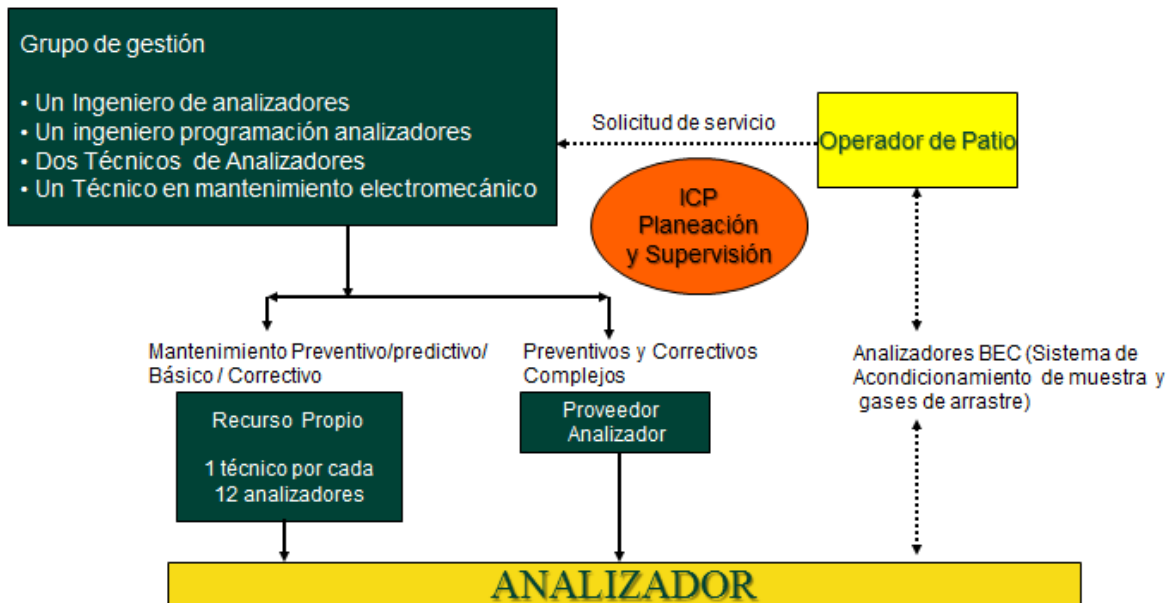 Grupo de gestión
• Un Ingeniero de analizadores
• Un ingeniero programación analizadores
• Dos Técnicos de Analizadores
• Un Técnico en mantenimiento electromecánico
Solicitud de servicio
Operador de Patio
ICP
Planeación
y Supervisión
Mantenimiento Preventivo/predictivo/
Básico / Correctivo
Recurso Propio
1 técnico por cada
12 analizadores
Preventivos y Correctivos
Complejos
Proveedor
Analizador
Analizadores BEC (Sistema de
Acondicionamiento de muestra y
gases de arrastre)
ANALIZADOR